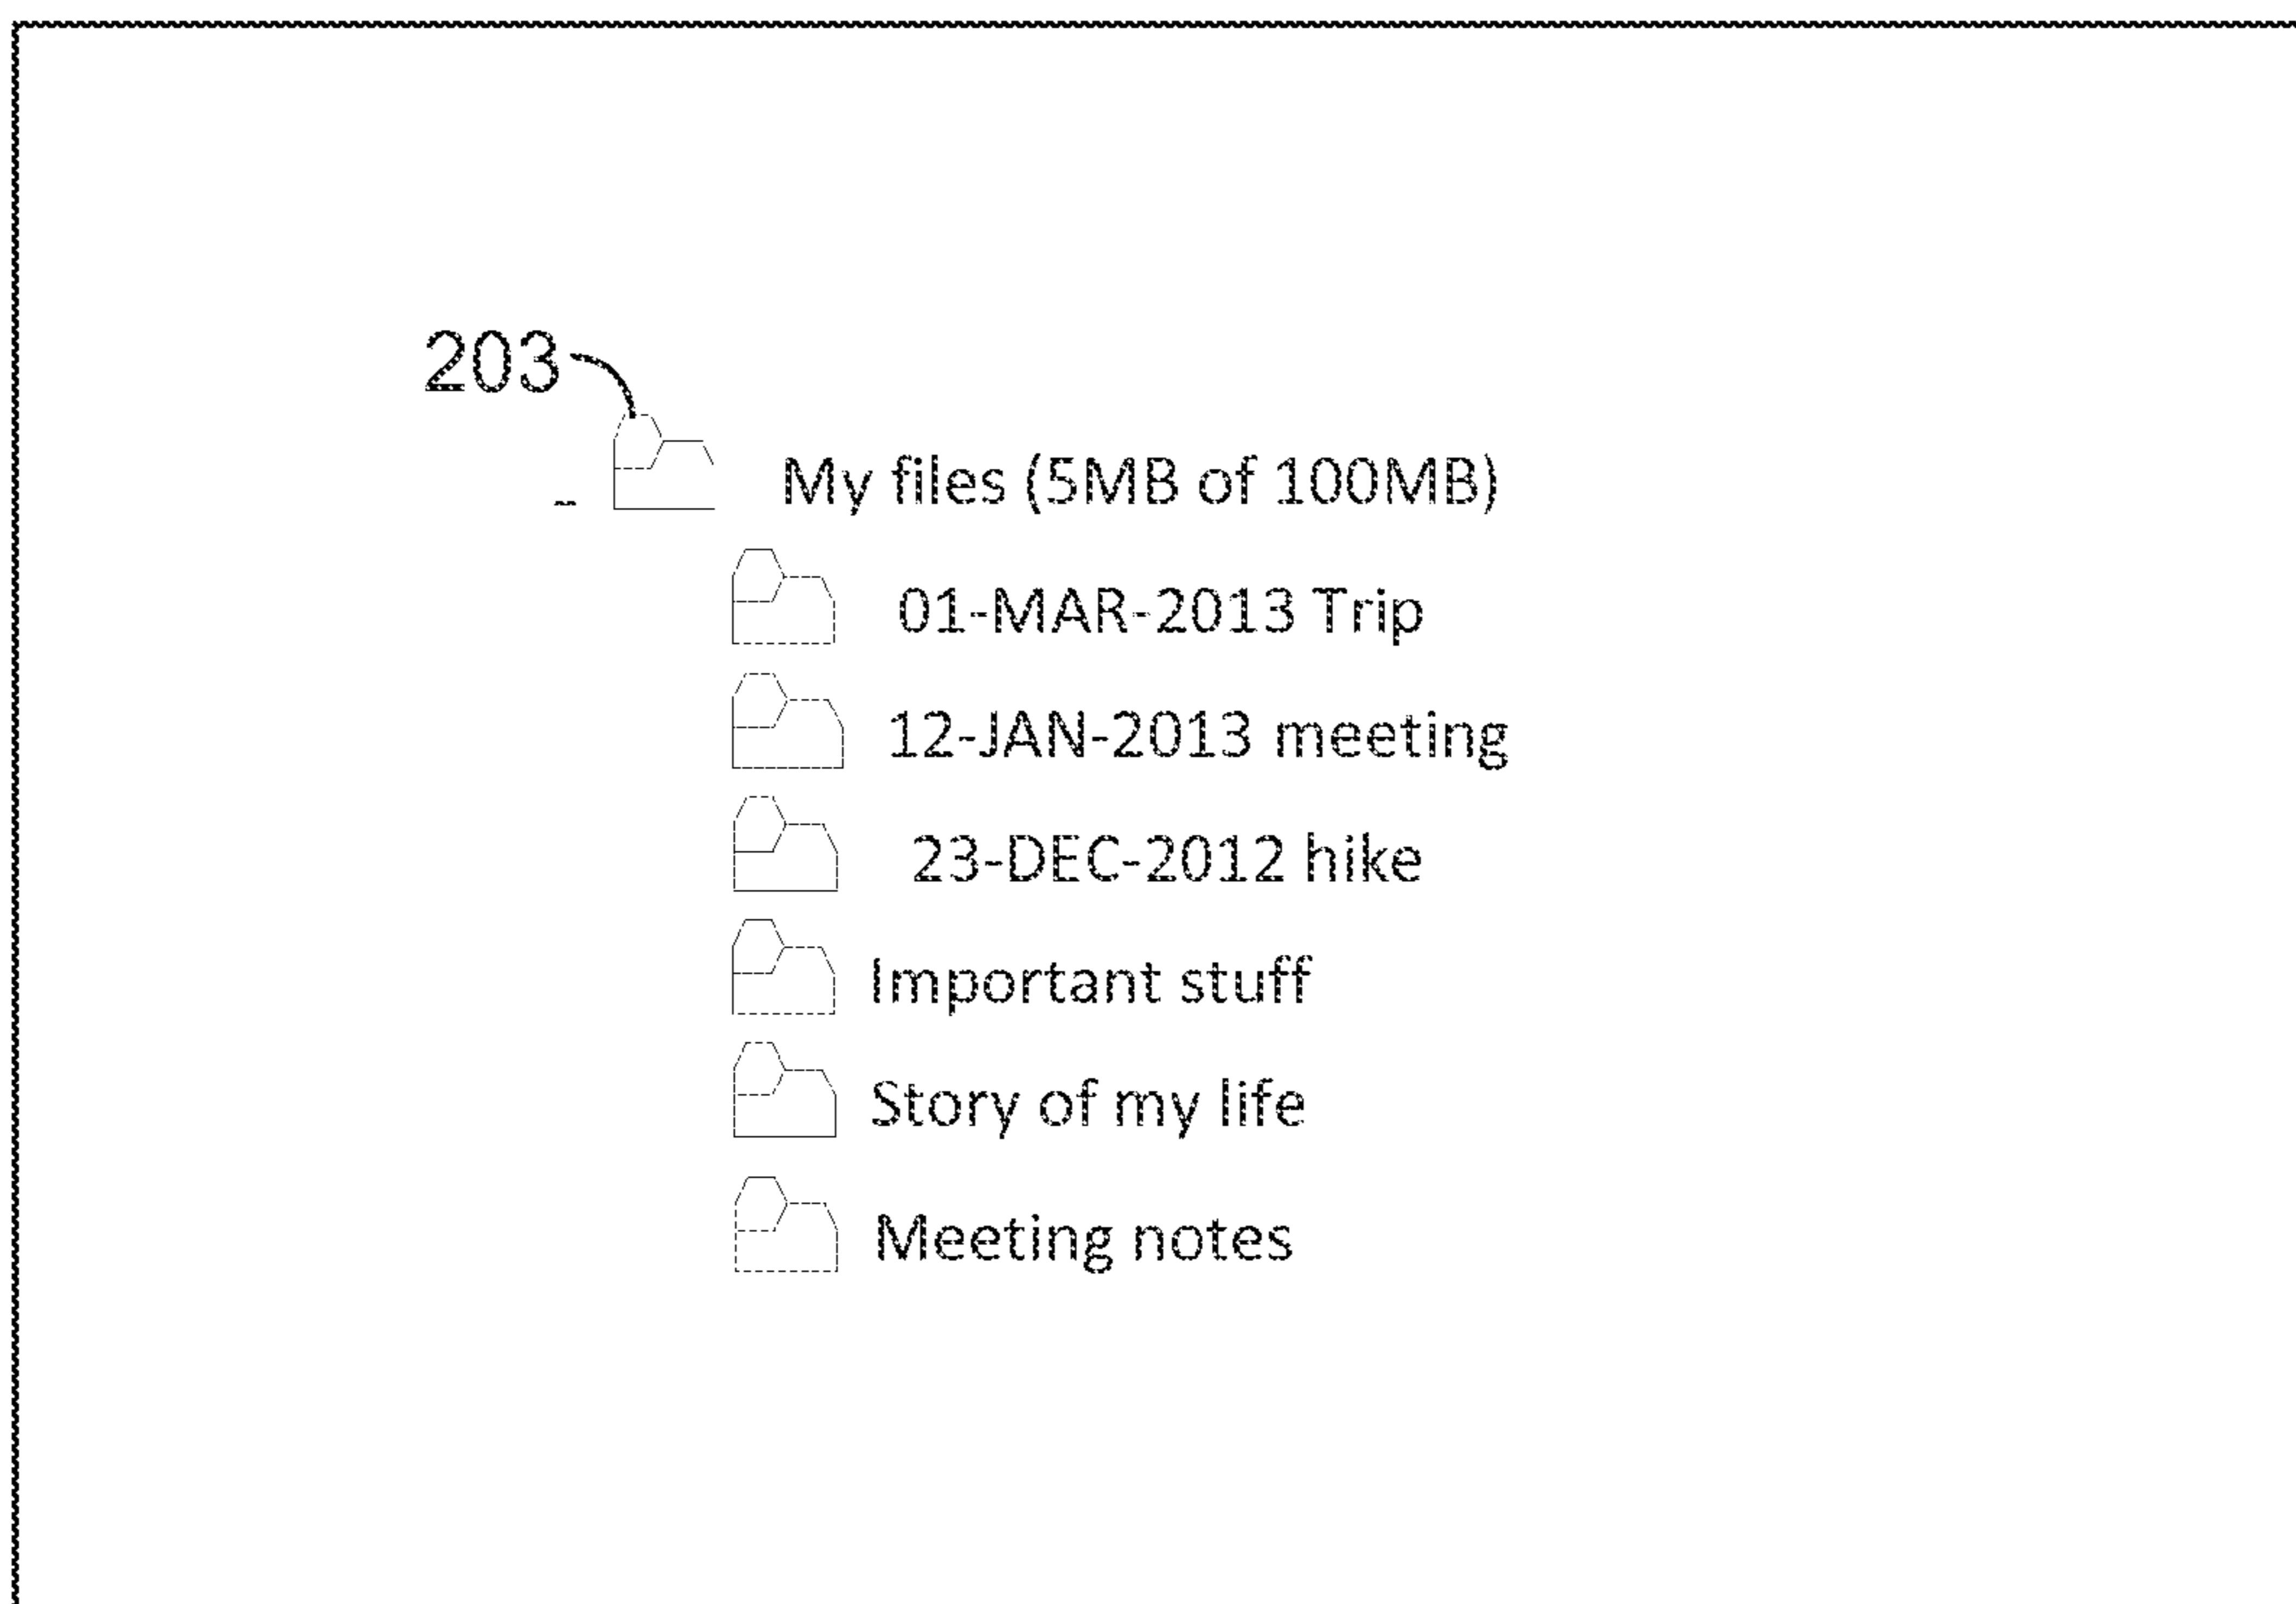 203
My files (5MB of 100MB)
01-MAR-2013 Trip
12-JAN-2013 meeting
23-DEC-2012 hike
Important stuff
Story of my life
Meeting notes